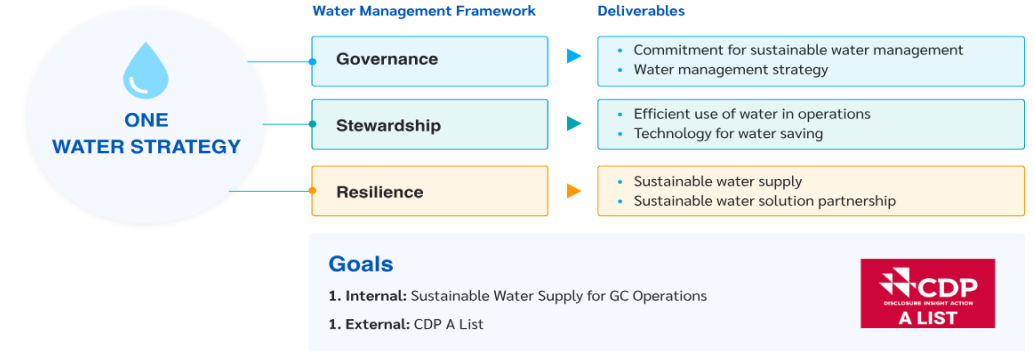 Water Management Framework
Deliverables
ONE
WATER STRATEGY
Governance
• Commitment for sustainable water management
• Water management strategy
Stewardship
• Efficient use of water in operations
• Technology for water saving
Resilience
• Sustainable water supply
• Sustainable water solution partnership
Goals
1. Internal: Sustainable Water Supply for GC Operations
1. External: CDP A List
CDP
DISCLOSURE INSIGHT ACTION
A LIST